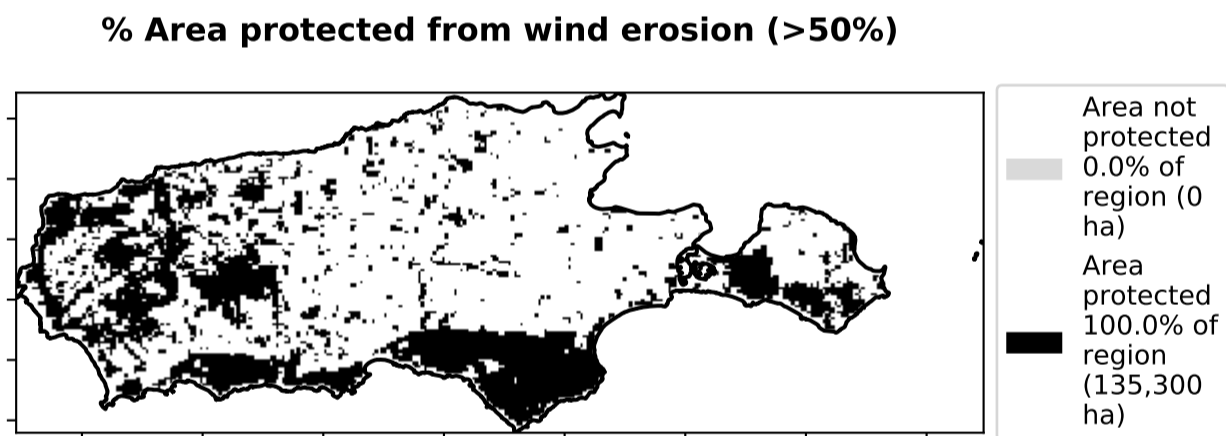 % Area protected from wind erosion (>50%)
Area not
protected
0.0% of
region (0
ha)
Area
protected
100.0% of
region
(135,300
ha)